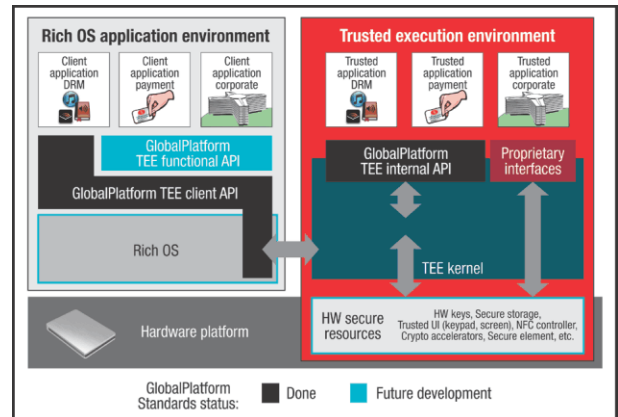 Rich OS application environment
Trusted execution environment
Client
application
DRM
Client
application
payment
Client
application
corporate
Trusted
application
DRM
Trusted
application
payment
Trusted
application
corporate
GlobalPlatform
TEE functional API
GlobalPlatform TEE client API
Rich OS
GlobalPlatform
TEE internal API
Proprietary
interfaces
TEE kernel
Hardware platform
HW secure
resources
HW keys, Secure storage,
Trusted UI (keypad, screen), NFC controller,
Crypto accelerators, Secure element, etc.
GlobalPlatform
Standards status:
Done
Future development